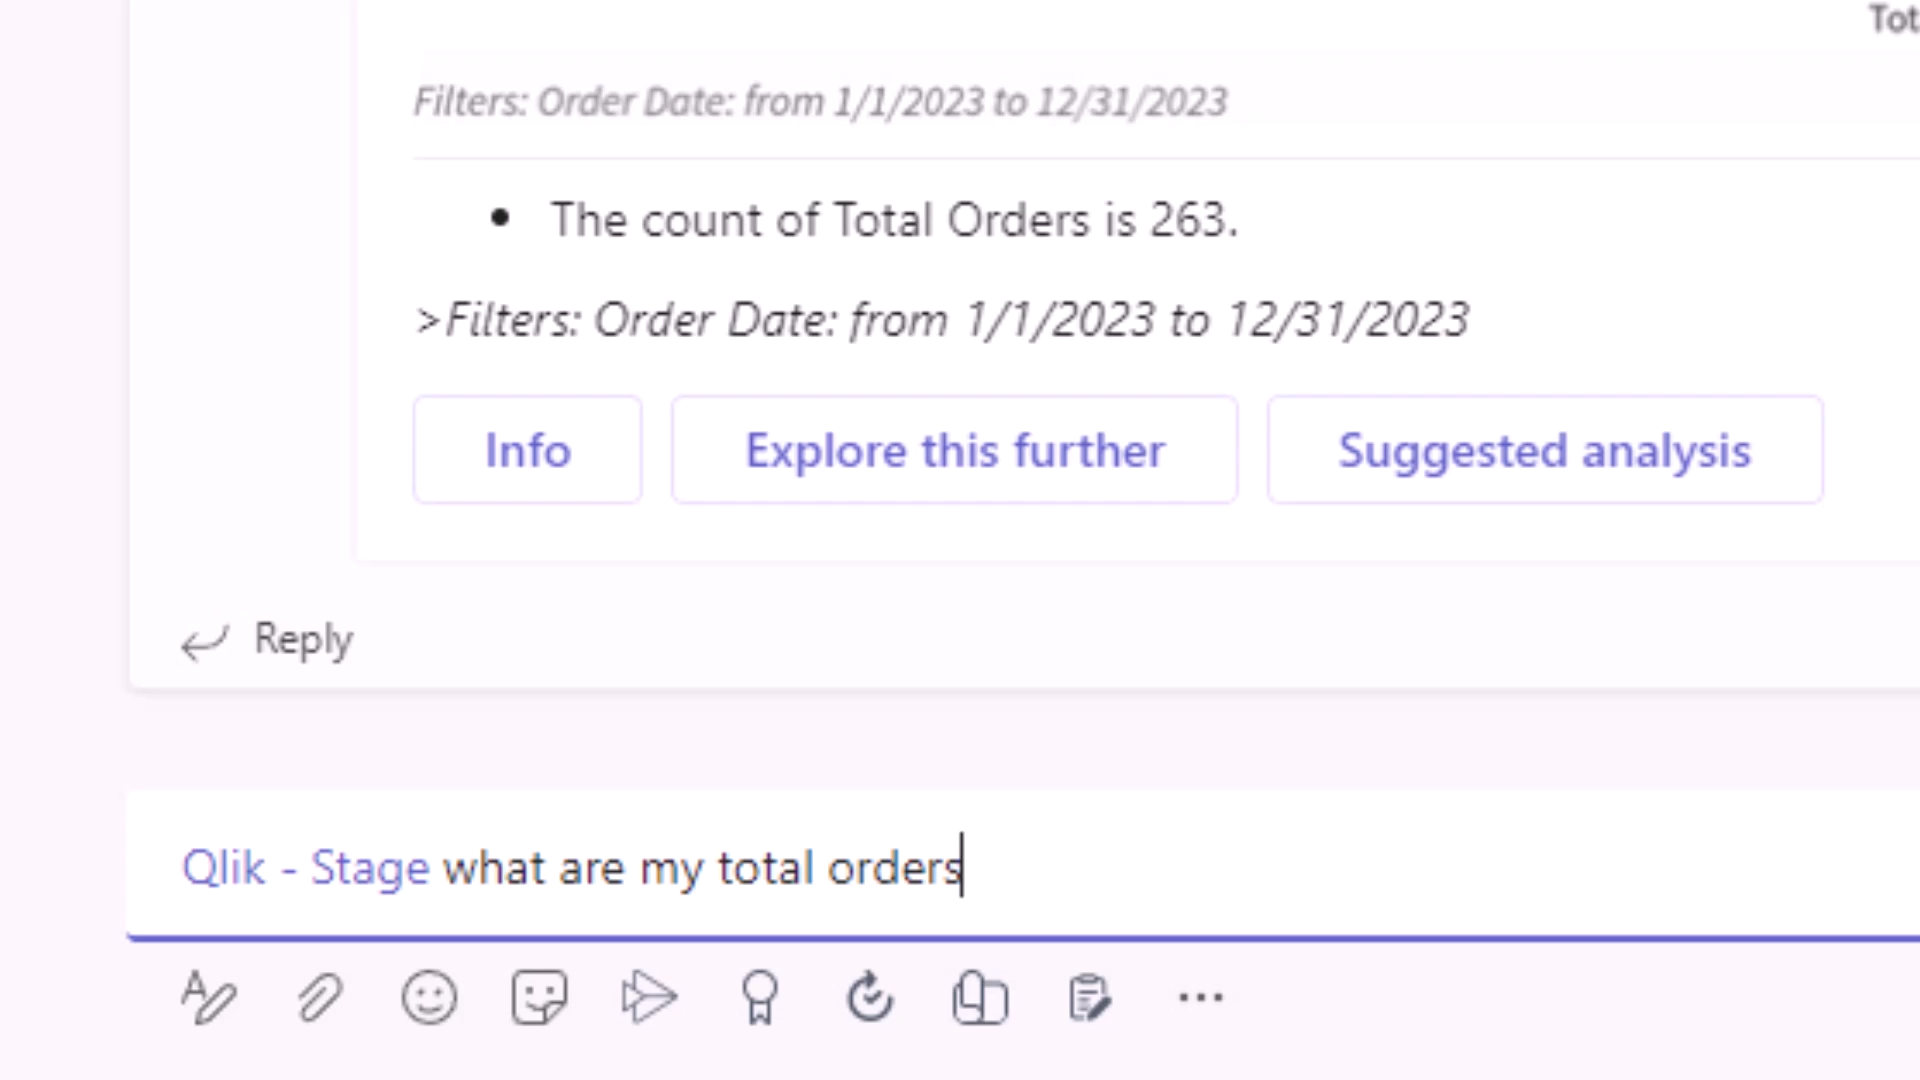 Filters: Order Date: from 1/1/2023 to 12/31/2023
• The count of Total Orders is 263.
>Filters: Order Date: from 1/1/2023 to 12/31/2023
Info Explore this further Suggested analysis
Reply
Qlik - Stage what are my total orders